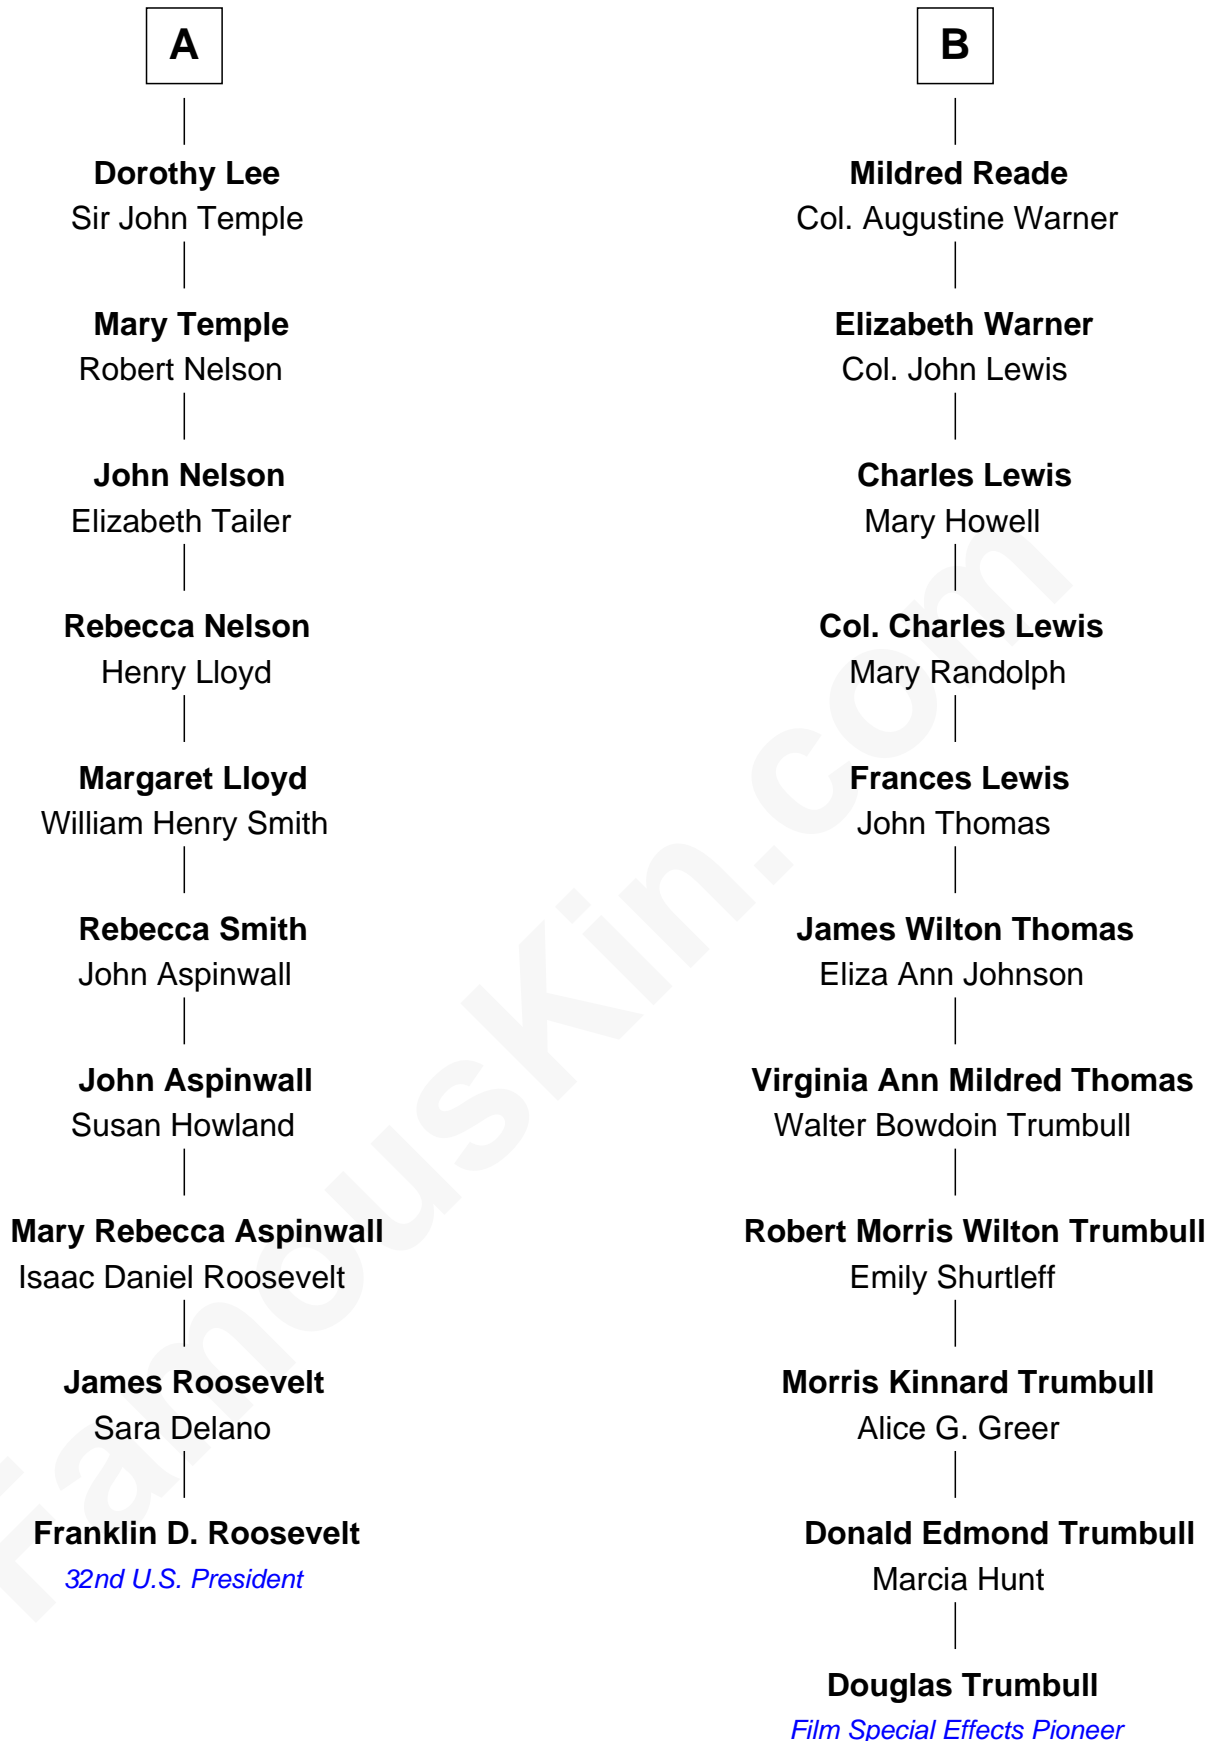 A
Dorothy Lee
Sir John Temple
Mary Temple
Robert Nelson
John Nelson
Elizabeth Tailer
Rebecca Nelson
Henry Lloyd
Margaret Lloyd
William Henry Smith
Rebecca Smith
John Aspinwall
John Aspinwall
Susan Howland
Mary Rebecca Aspinwall
Isaac Daniel Roosevelt
James Roosevelt
Sara Delano
Franklin D. Roosevelt
32nd U.S. President
B
Mildred Reade
Col. Augustine Warner
Elizabeth Warner
Col. John Lewis
Charles Lewis
Mary Howell
Col. Charles Lewis
Mary Randolph
Frances Lewis
John Thomas
James Wilton Thomas
Eliza Ann Johnson
Virginia Ann Mildred Thomas
Walter Bowdoin Trumbull
Robert Morris Wilton Trumbull
Emily Shurtleff
Morris Kinnard Trumbull
Alice G. Greer
Donald Edmond Trumbull
Marcia Hunt
Douglas Trumbull
Film Special Effects Pioneer
FamousKin.com